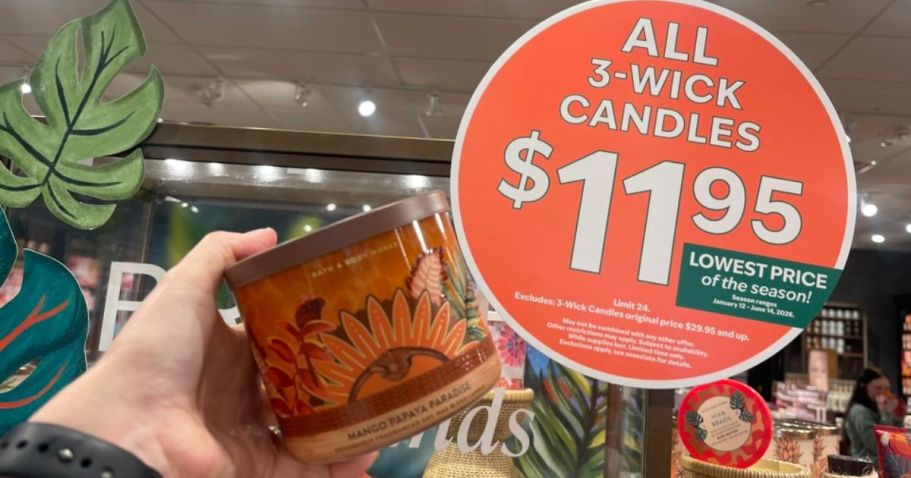 ALL
3-WICK
CANDLES
$11.95
LOWEST PRICE
of the season!
Season ranges
January 12 - June 14, 2026.
Limit 24.
Excludes: 3-Wick Candles original price $29.95 and up.
May not be combined with any other offer.
Other restrictions may apply. Subject to availability.
While supplies last. Limited time only.
Exclusions apply, see associate for details.
BATH & BODY WORKS
MANGO PAPAYA PARADISE
nds
VIVA
BRAZIL